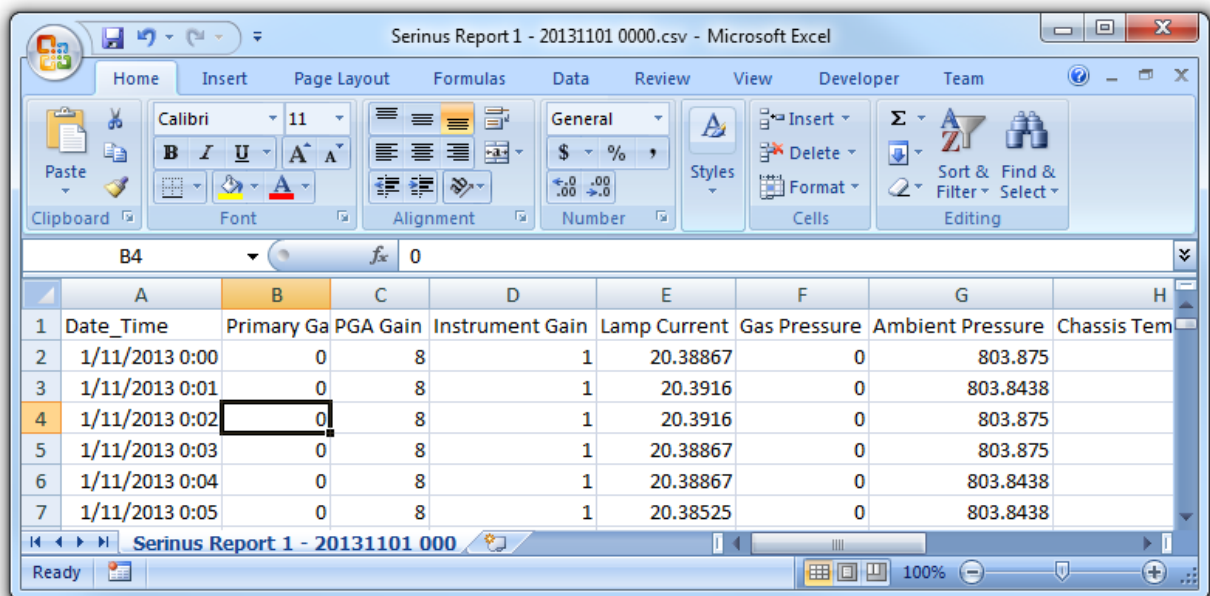 Serinus Report 1 - 20131101 0000.csv - Microsoft Excel
Home Insert Page Layout Formulas Data Review View Developer Team
Calibri 11 General Insert Σ
B I U A A $ % , Delete
Paste Styles Sort & Find &
.0 .00 .00 .0 Format Filter Select
Clipboard Font Alignment Number Cells Editing
B4 fx 0
A B C D E F G H
1 Date_Time Primary Ga PGA Gain Instrument Gain Lamp Current Gas Pressure Ambient Pressure Chassis Tem
2 1/11/2013 0:00 0 8 1 20.38867 0 803.875
3 1/11/2013 0:01 0 8 1 20.3916 0 803.8438
4 1/11/2013 0:02 0 8 1 20.3916 0 803.875
5 1/11/2013 0:03 0 8 1 20.38867 0 803.875
6 1/11/2013 0:04 0 8 1 20.38867 0 803.8438
7 1/11/2013 0:05 0 8 1 20.38525 0 803.8438
Serinus Report 1 - 20131101 000
Ready 100%